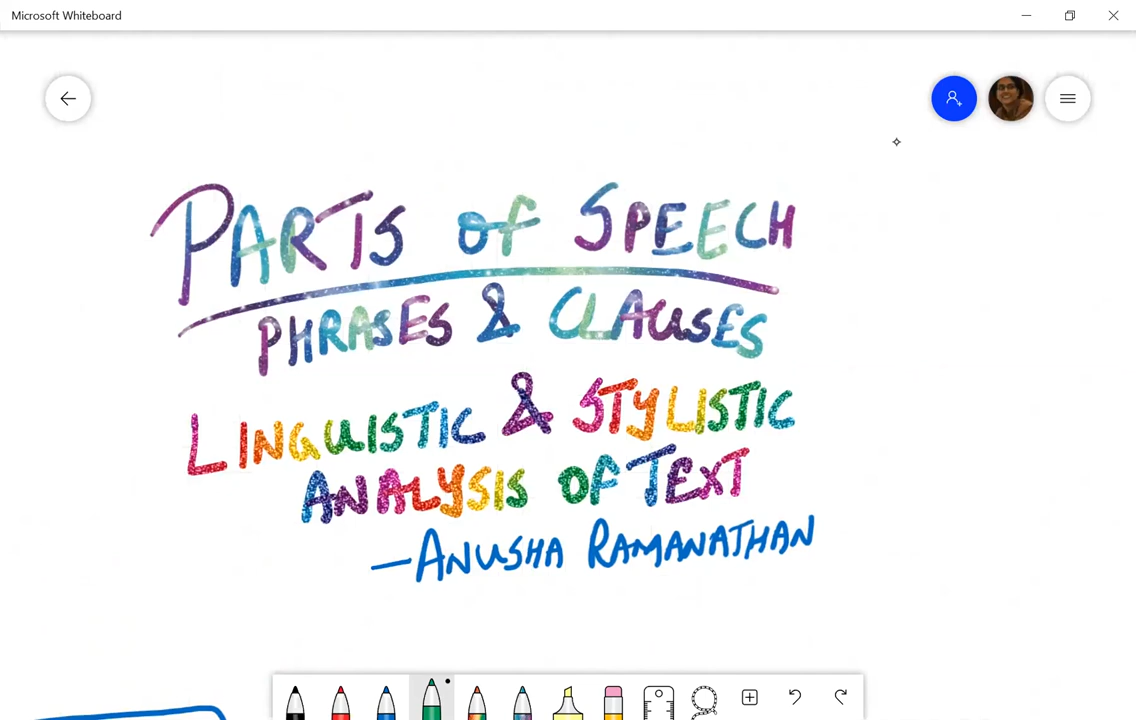 Microsoft Whiteboard
PARTS of SPEECH
PHRASES & CLAUSES
LINGUISTIC & STYLISTIC
ANALYSIS OF TEXT
- ANUSHA RAMANATHAN